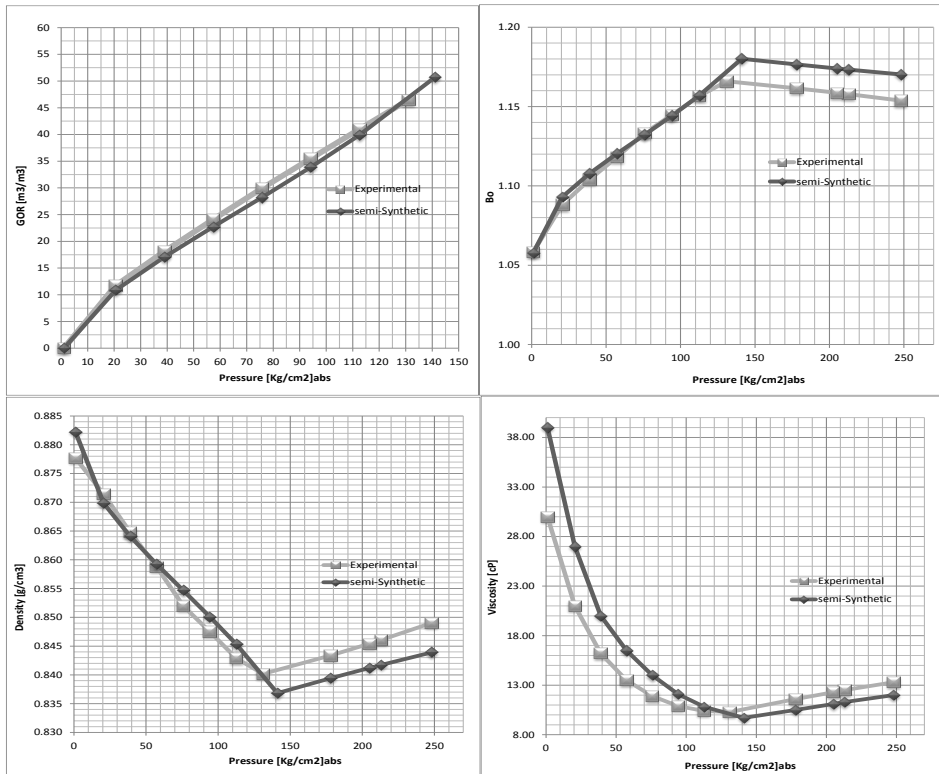 GOR [m3/m3]
60
55
50
45
40
35
30
25
20
15
10
5
0
0 10 20 30 40 50 60 70 80 90 100 110 120 130 140 150
Pressure [Kg/cm2]abs
Experimental
semi-Synthetic
Bo
1.20
1.15
1.10
1.05
1.00
0 50 100 150 200 250
Pressure [Kg/cm2]abs
Experimental
semi-Synthetic
Density [g/cm3]
0.885
0.880
0.875
0.870
0.865
0.860
0.855
0.850
0.845
0.840
0.835
0.830
0 50 100 150 200 250
Pressure [Kg/cm2]abs
Experimental
semi-Synthetic
Viscosity [cP]
38.00
33.00
28.00
23.00
18.00
13.00
8.00
0 50 100 150 200 250
Pressure [Kg/cm2]abs
Experimental
semi-Synthetic